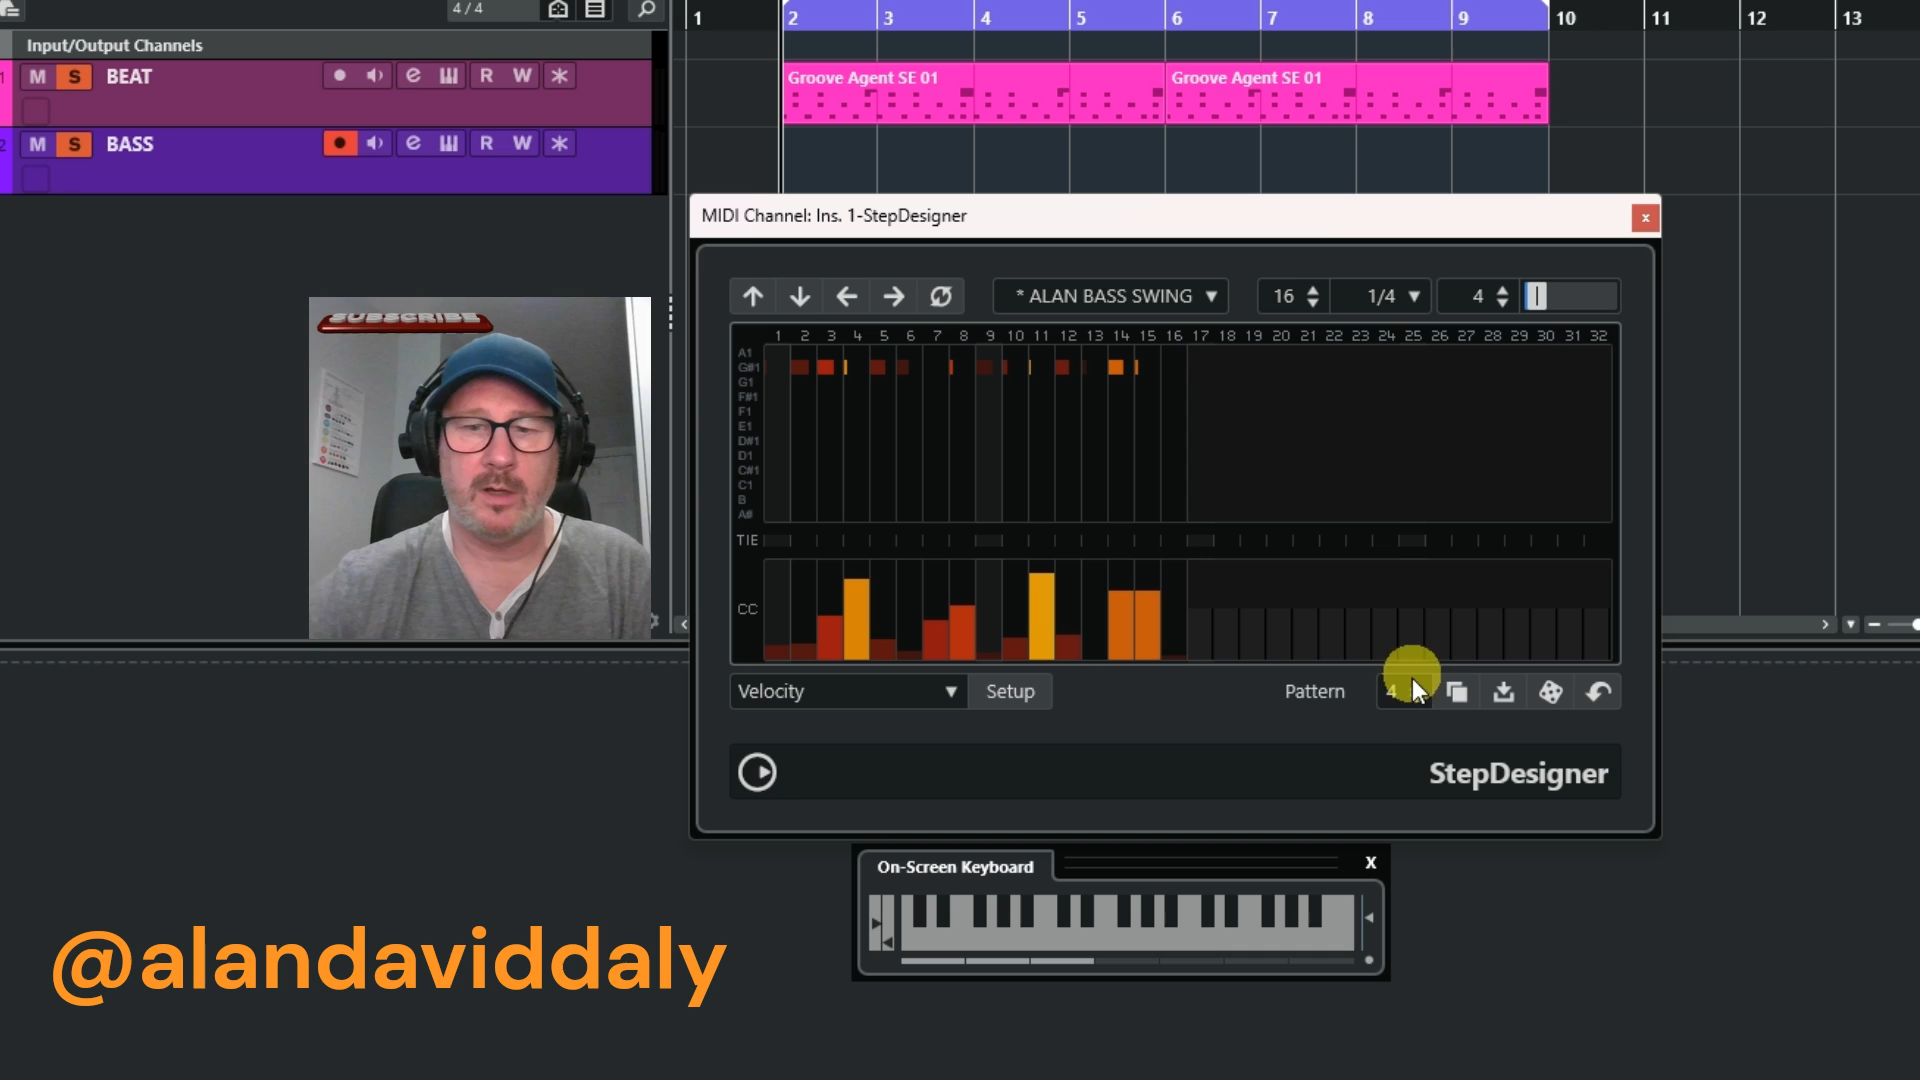 4/4
1 2 3 4 5 6 7 8 9 10 11 12 13
Input/Output Channels
1 M S BEAT e R W
Groove Agent SE 01 Groove Agent SE 01
2 M S BASS e R W
MIDI Channel: Ins. 1-StepDesigner x
SUBSCRIBE
* ALAN BASS SWING 16 1/4 4
1 2 3 4 5 6 7 8 9 10 11 12 13 14 15 16 17 18 19 20 21 22 23 24 25 26 27 28 29 30 31 32
A1
G#1
G1
F#1
F1
E1
D#1
D1
C#1
C1
B
A#
TIE
CC
Velocity Setup Pattern 4
StepDesigner
On-Screen Keyboard X
@alandaviddaly